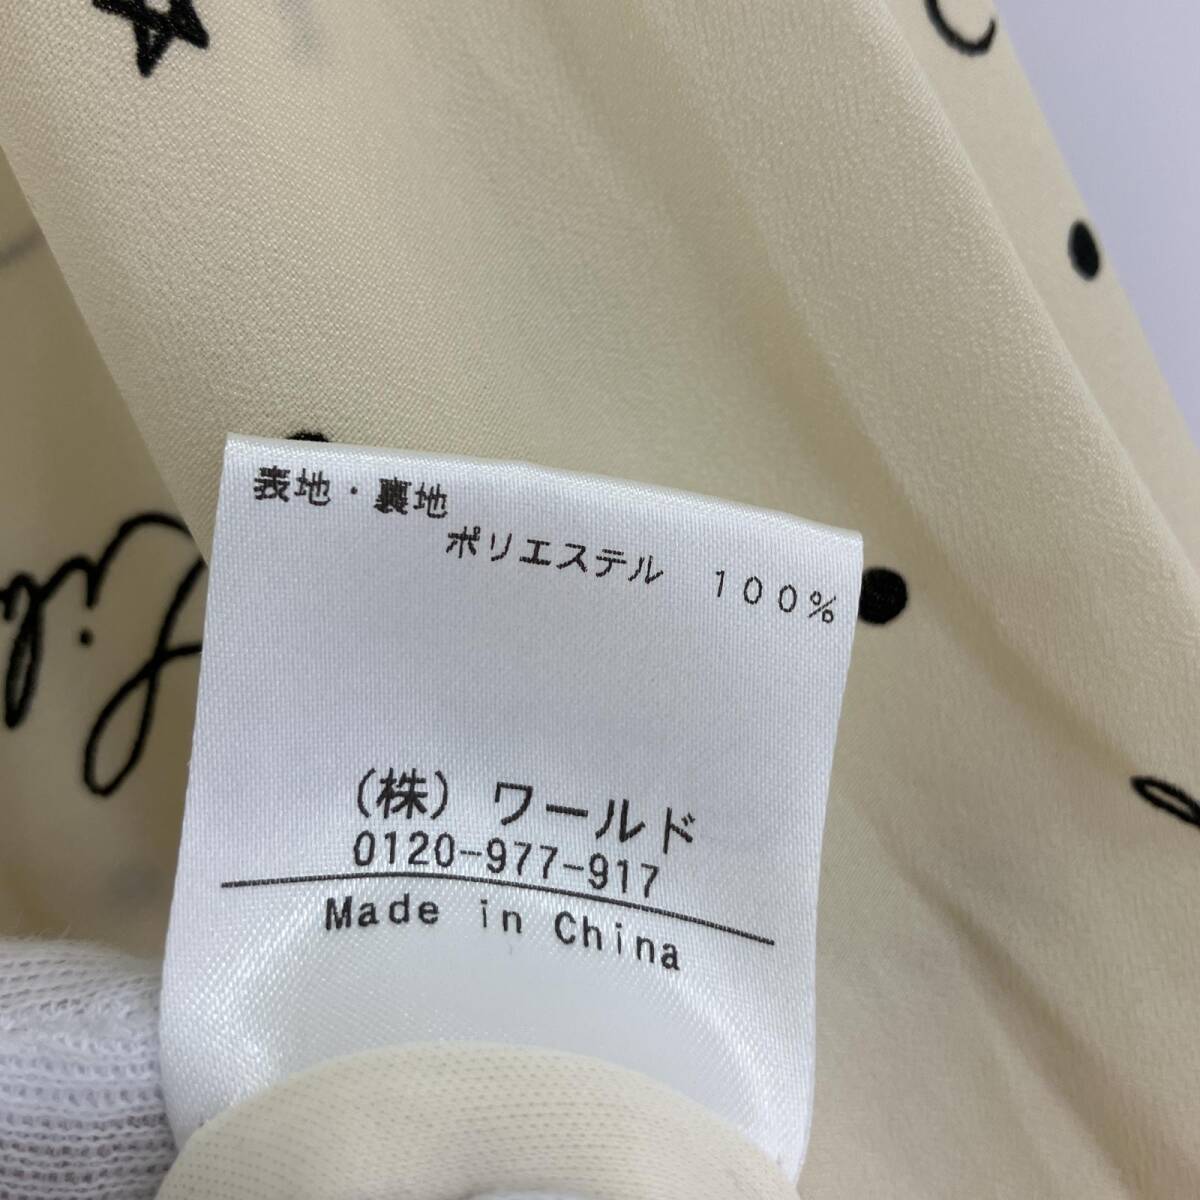 表地・裏地
ポリエステル　１００％
（株）ワールド
0120-977-917
Made in China